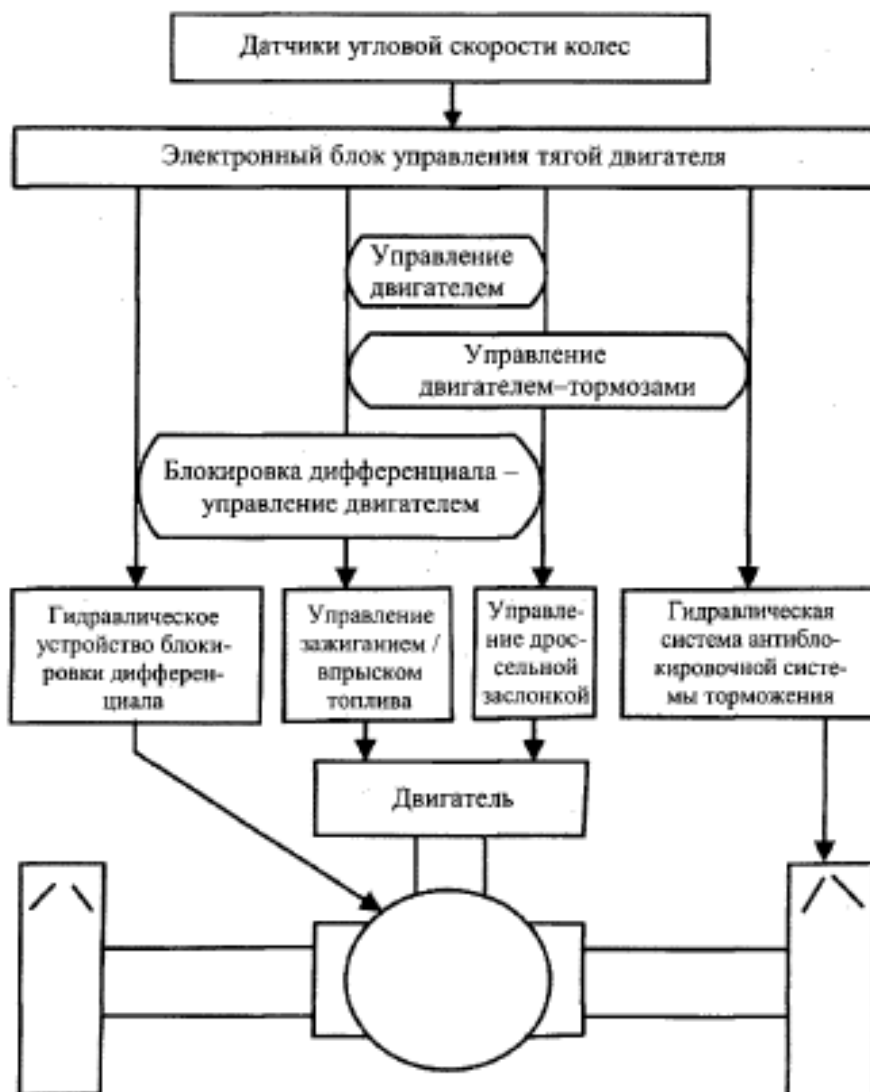 Датчики угловой скорости колес
Электронный блок управления тягой двигателя
Управление
двигателем
Управление
двигателем–тормозами
Блокировка дифференциала –
управление двигателем
Гидравлическое
устройство блоки-
ровки дифферен-
циала
Управление
зажиганием /
впрыском
топлива
Управле-
ние дрос-
сельной
заслонкой
Гидравлическая
система антибло-
кировочной систе-
мы торможения
Двигатель